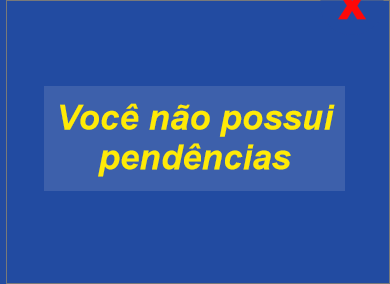 X
Você não possui
pendências